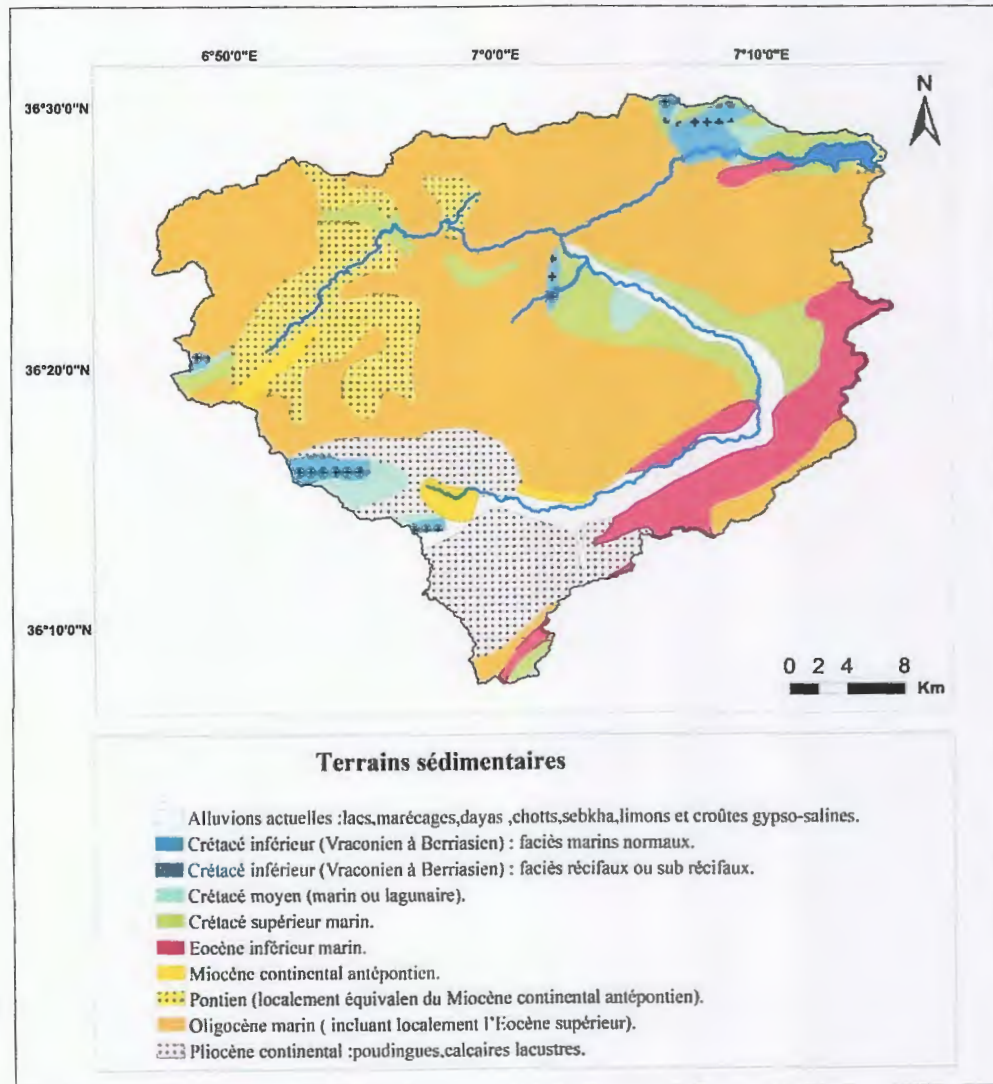 6°50'0"E 7°0'0"E 7°10'0"E
N
36°30'0"N
36°20'0"N
36°10'0"N
0 2 4 8
Km
Terrains sédimentaires
Alluvions actuelles :lacs,marécages,dayas ,chotts,sebkha,limons et croûtes gypso-salines.
Crétacé inférieur (Vraconien à Berriasien) : faciès marins normaux.
Crétacé inférieur (Vraconien à Berriasien) : faciès récifaux ou sub récifaux.
Crétacé moyen (marin ou lagunaire).
Crétacé supérieur marin.
Eocène inférieur marin.
Miocène continental antépontien.
Pontien (localement équivalen du Miocène continental antépontien).
Oligocène marin ( incluant localement l'Eocène supérieur).
Pliocène continental :poudingues,calcaires lacustres.